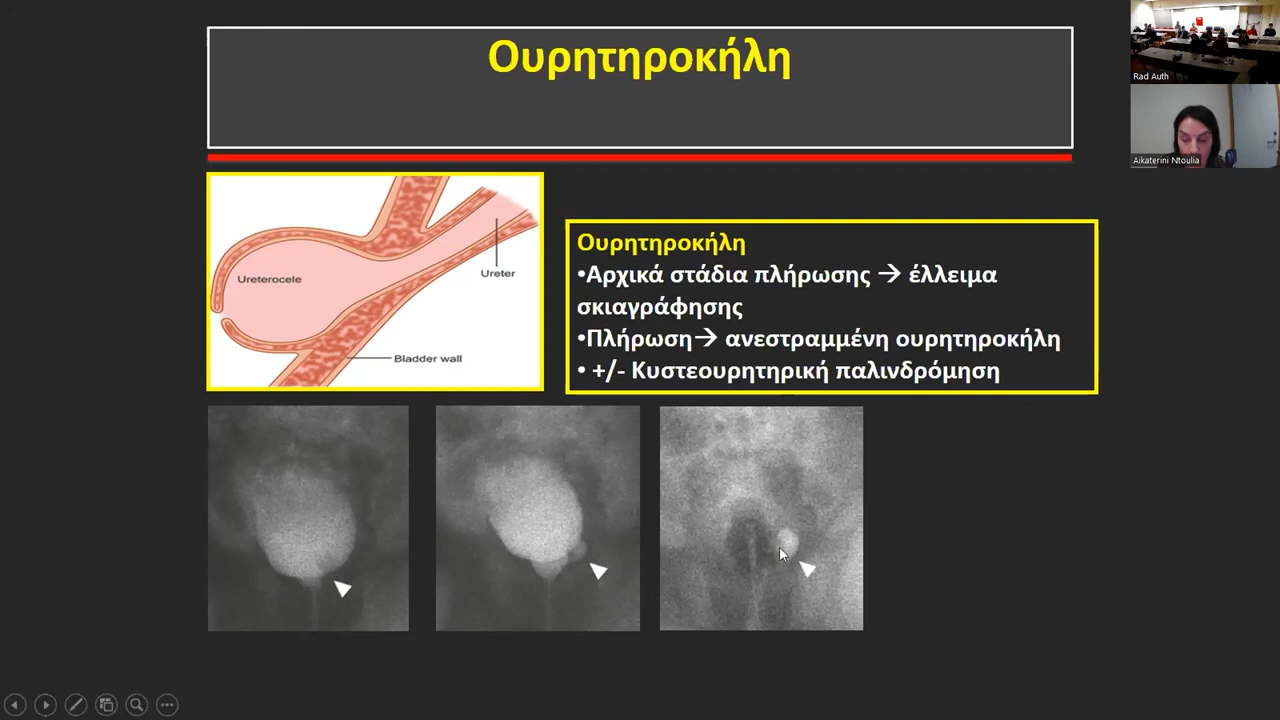 Ουρητηροκήλη
Rad Auth
Aikaterini Ntoulia
Ureterocele
Ureter
Bladder wall
Ουρητηροκήλη
•Αρχικά στάδια πλήρωσης → έλλειμα
σκιαγράφησης
•Πλήρωση→ ανεστραμμένη ουρητηροκήλη
• +/- Κυστεουρητηρική παλινδρόμηση